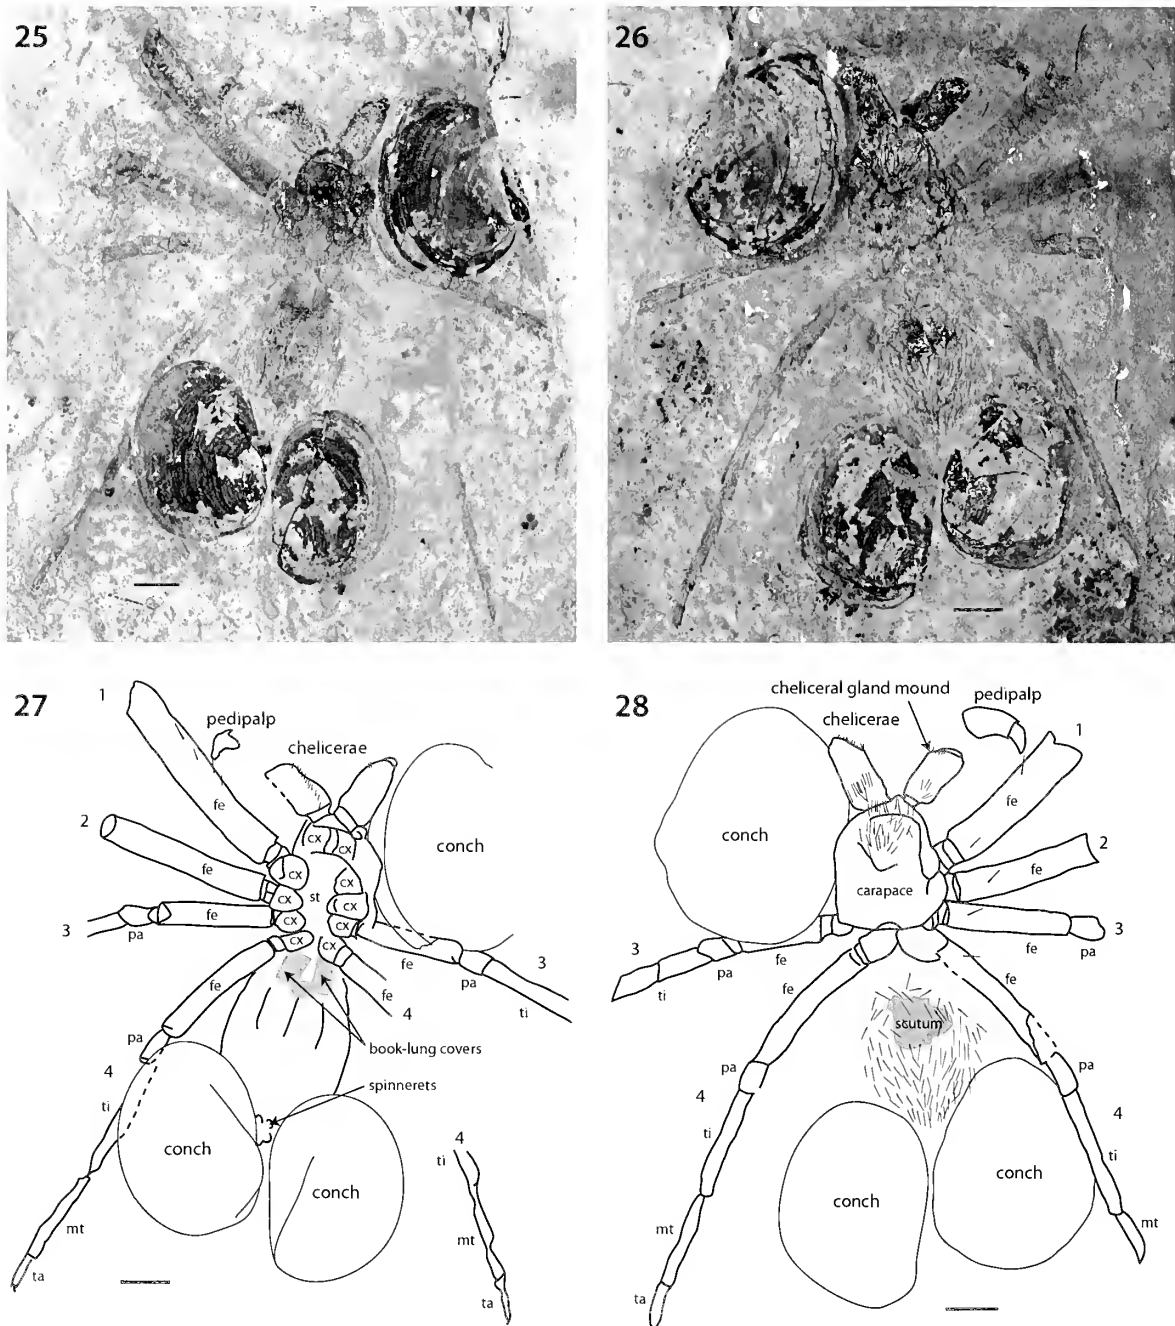 25
26
27
1
pedipalp
chelicerae
fe
2
cx
cx
cx
conch
fe
cx
cx
st
cx
cx
3
pa
fe
cx
cx
cx
fe
pa
3
ti
fe
fe
4
book-lung covers
pa
4
ti
spinnerets
conch
conch
4
ti
mt
mt
ta
ta
28
cheliceral gland mound
pedipalp
chelicerae
1
fe
2
conch
carapace
fe
3
fe
pa
3
ti
pa
fe
fe
fe
scutum
pa
4
ti
pa
4
ti
conch
conch
mt
mt
ta